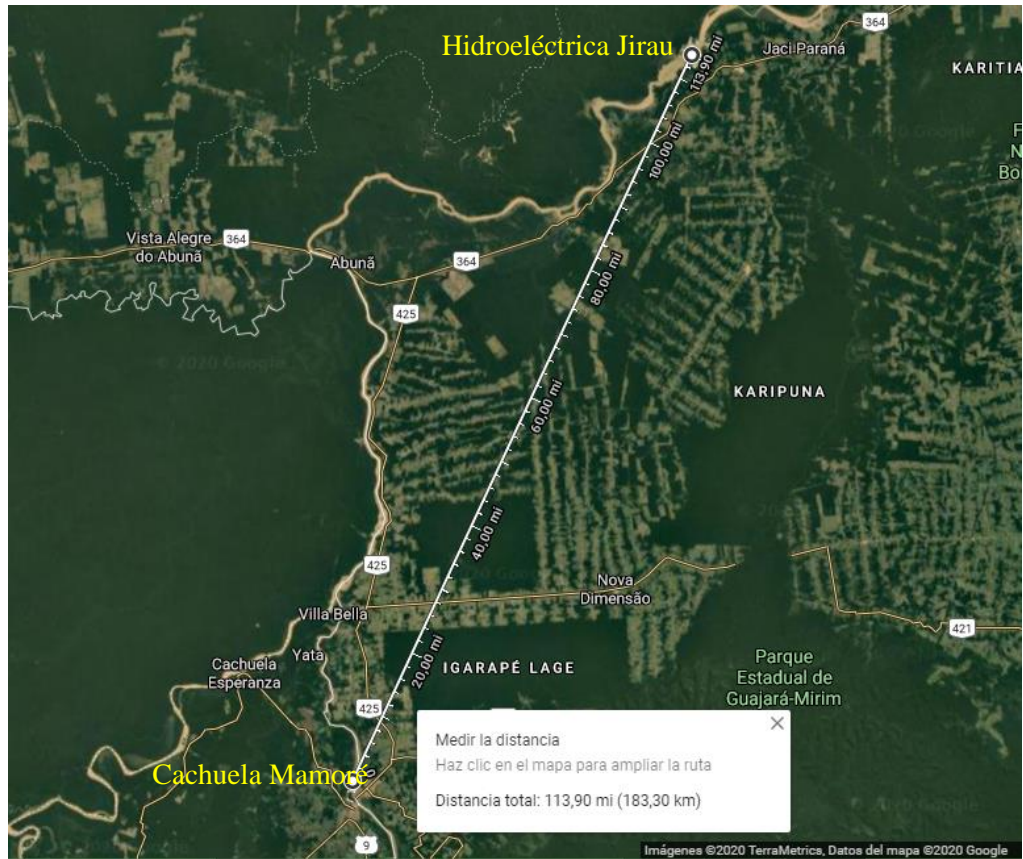 Hidroeléctrica Jirau
364
Jaci Paraná
113,90 mi
KARITIA
100,00 mi
Vista Alegre
do Abunã
364
Abunã
364
80,00 mi
425
© 2020 Google
KARIPUNA
60,00 mi
40,00 mi
425
Nova
Dimensão
Villa Bella
421
Yata
Cachuela
Esperanza
IGARAPÉ LAGE
20,00 mi
Parque
Estadual de
Guajará-Mirim
425
Cachuela Mamoré
0
9
Medir la distancia
Haz clic en el mapa para ampliar la ruta
Distancia total: 113,90 mi (183,30 km)
Imágenes ©2020 TerraMetrics, Datos del mapa ©2020 Google